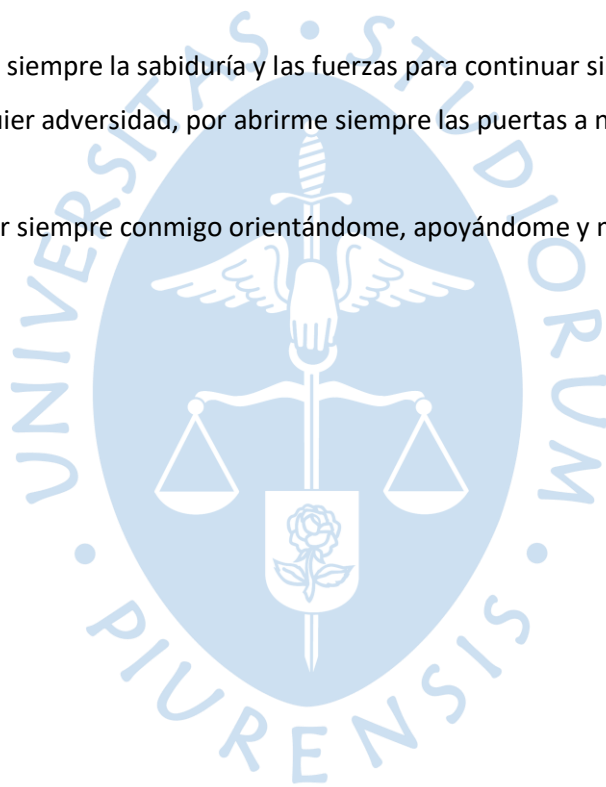 siempre la sabiduría y las fuerzas para continuar si
ier adversidad, por abrirme siempre las puertas a
r siempre conmigo orientándome, apoyándome y
UNIVERSITAS • STUDIORUM • PIURENSIS •